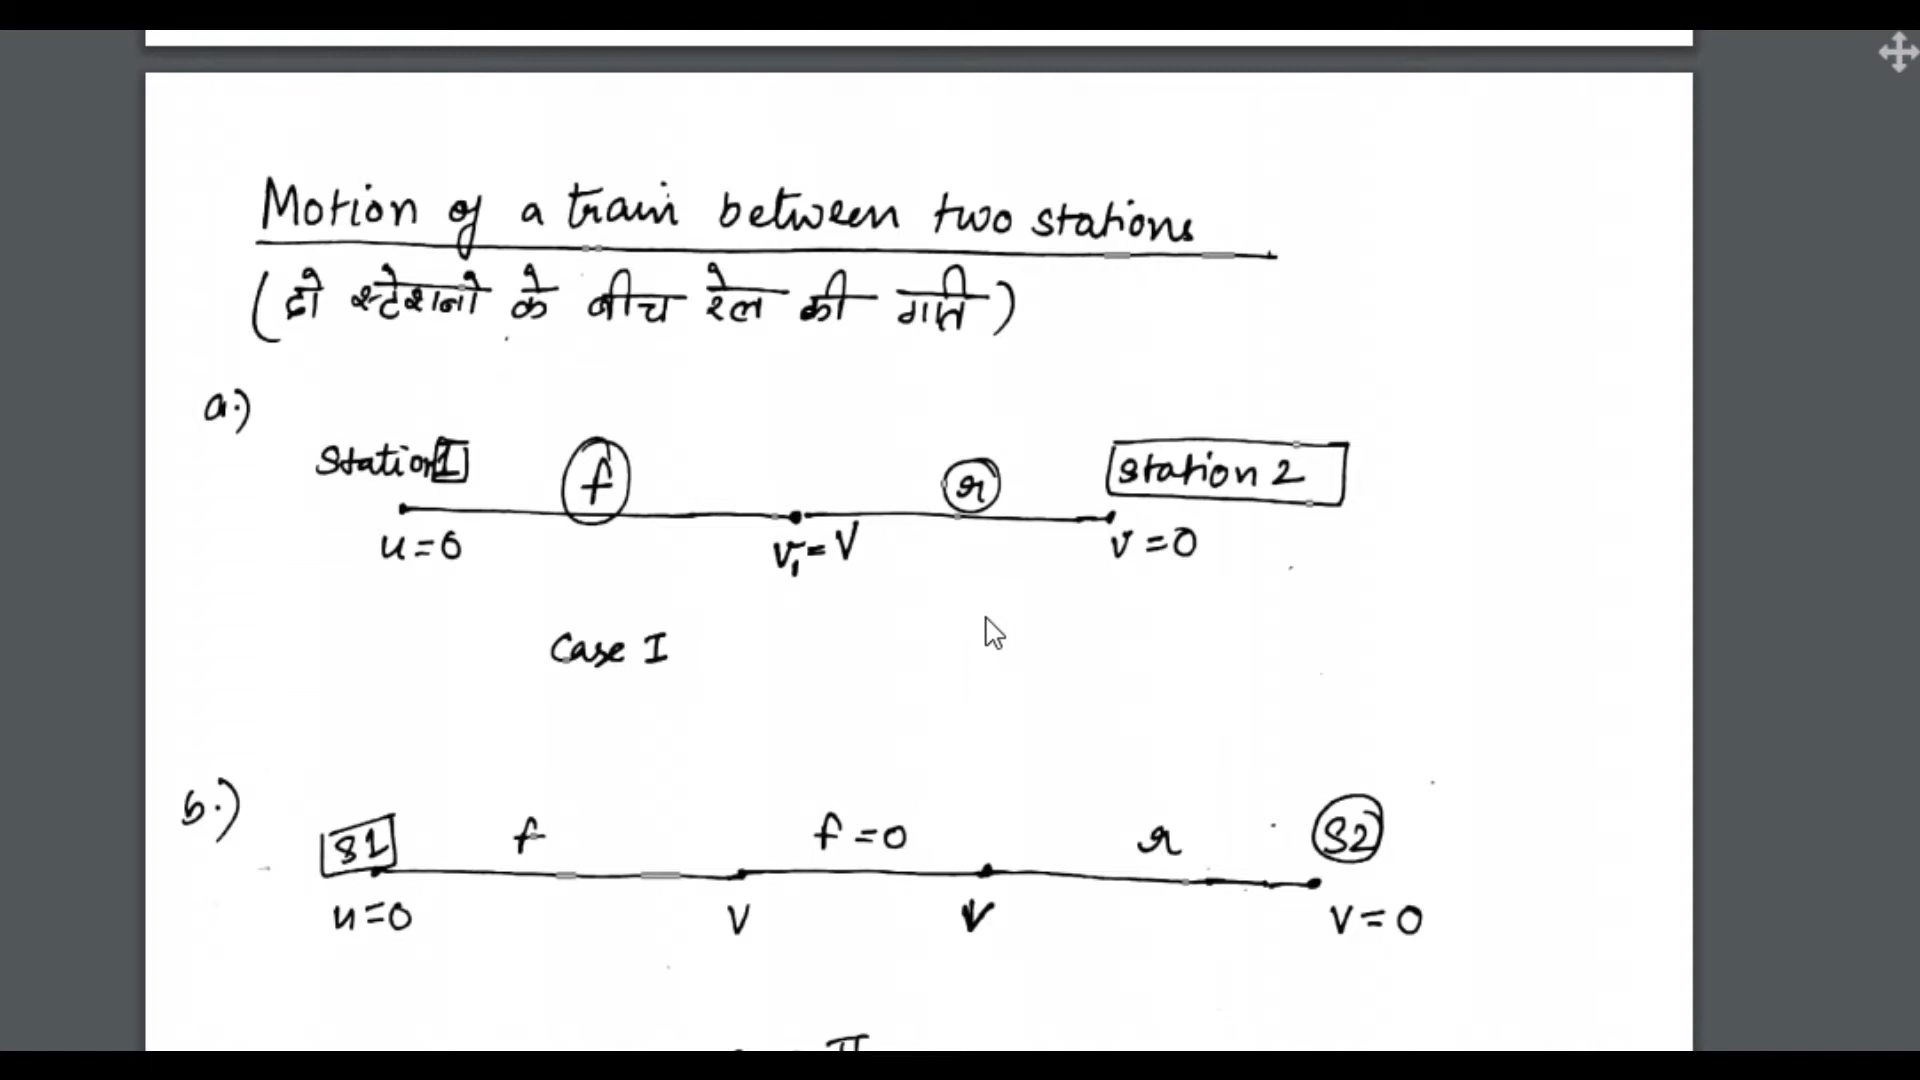 Motion of a train between two stations
(दो स्टेशनो के बीच रेल की गति)
a.)
Station 1 f r Station 2
u=0 v₁=V v=0
Case I
b.)
S1 f f=0 r S2
u=0 V V V=0
II